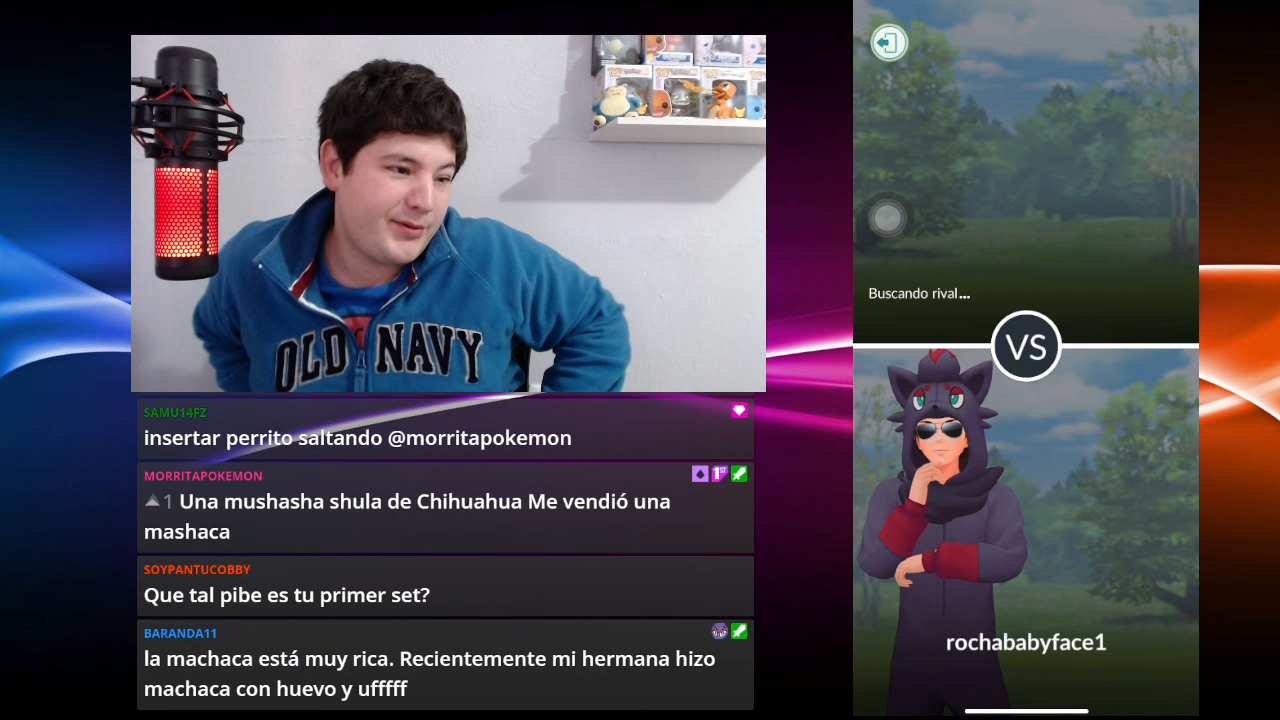 OLD NAVY
SAMU14FZ
insertar perrito saltando @morritapokemon
MORRITAPOKEMON
1ST
1 Una mushasha shula de Chihuahua Me vendió una
mashaca
SOYPANTUCOBBY
Que tal pibe es tu primer set?
BARANDA11
la machaca está muy rica. Recientemente mi hermana hizo
machaca con huevo y ufffff
Buscando rival...
VS
rochababyface1